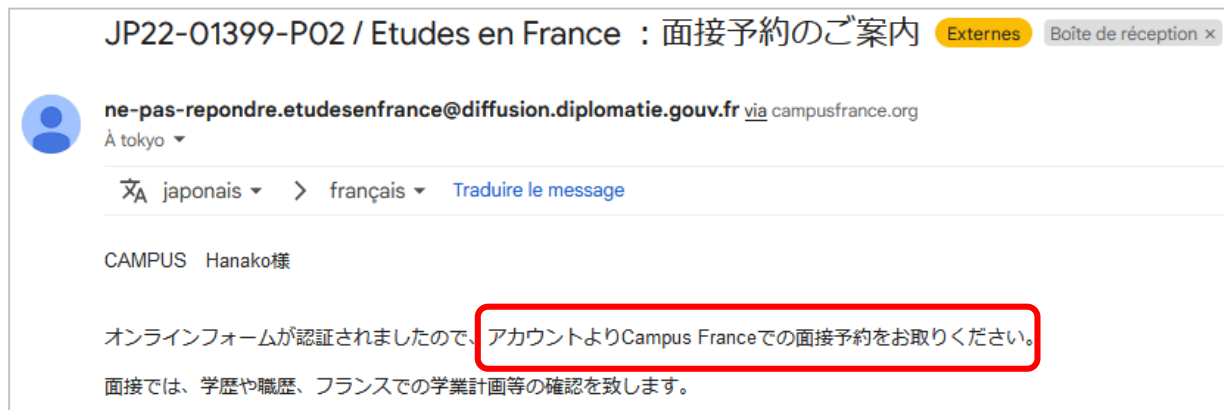 JP22-01399-P02 / Etudes en France ：面接予約のご案内 Externes Boîte de réception ×
ne-pas-repondre.etudesenfrance@diffusion.diplomatie.gouv.fr via campusfrance.org
À tokyo
japonais > français Traduire le message
CAMPUS　Hanako様
オンラインフォームが認証されましたので、アカウントよりCampus Franceでの面接予約をお取りください。
面接では、学歴や職歴、フランスでの学業計画等の確認を致します。